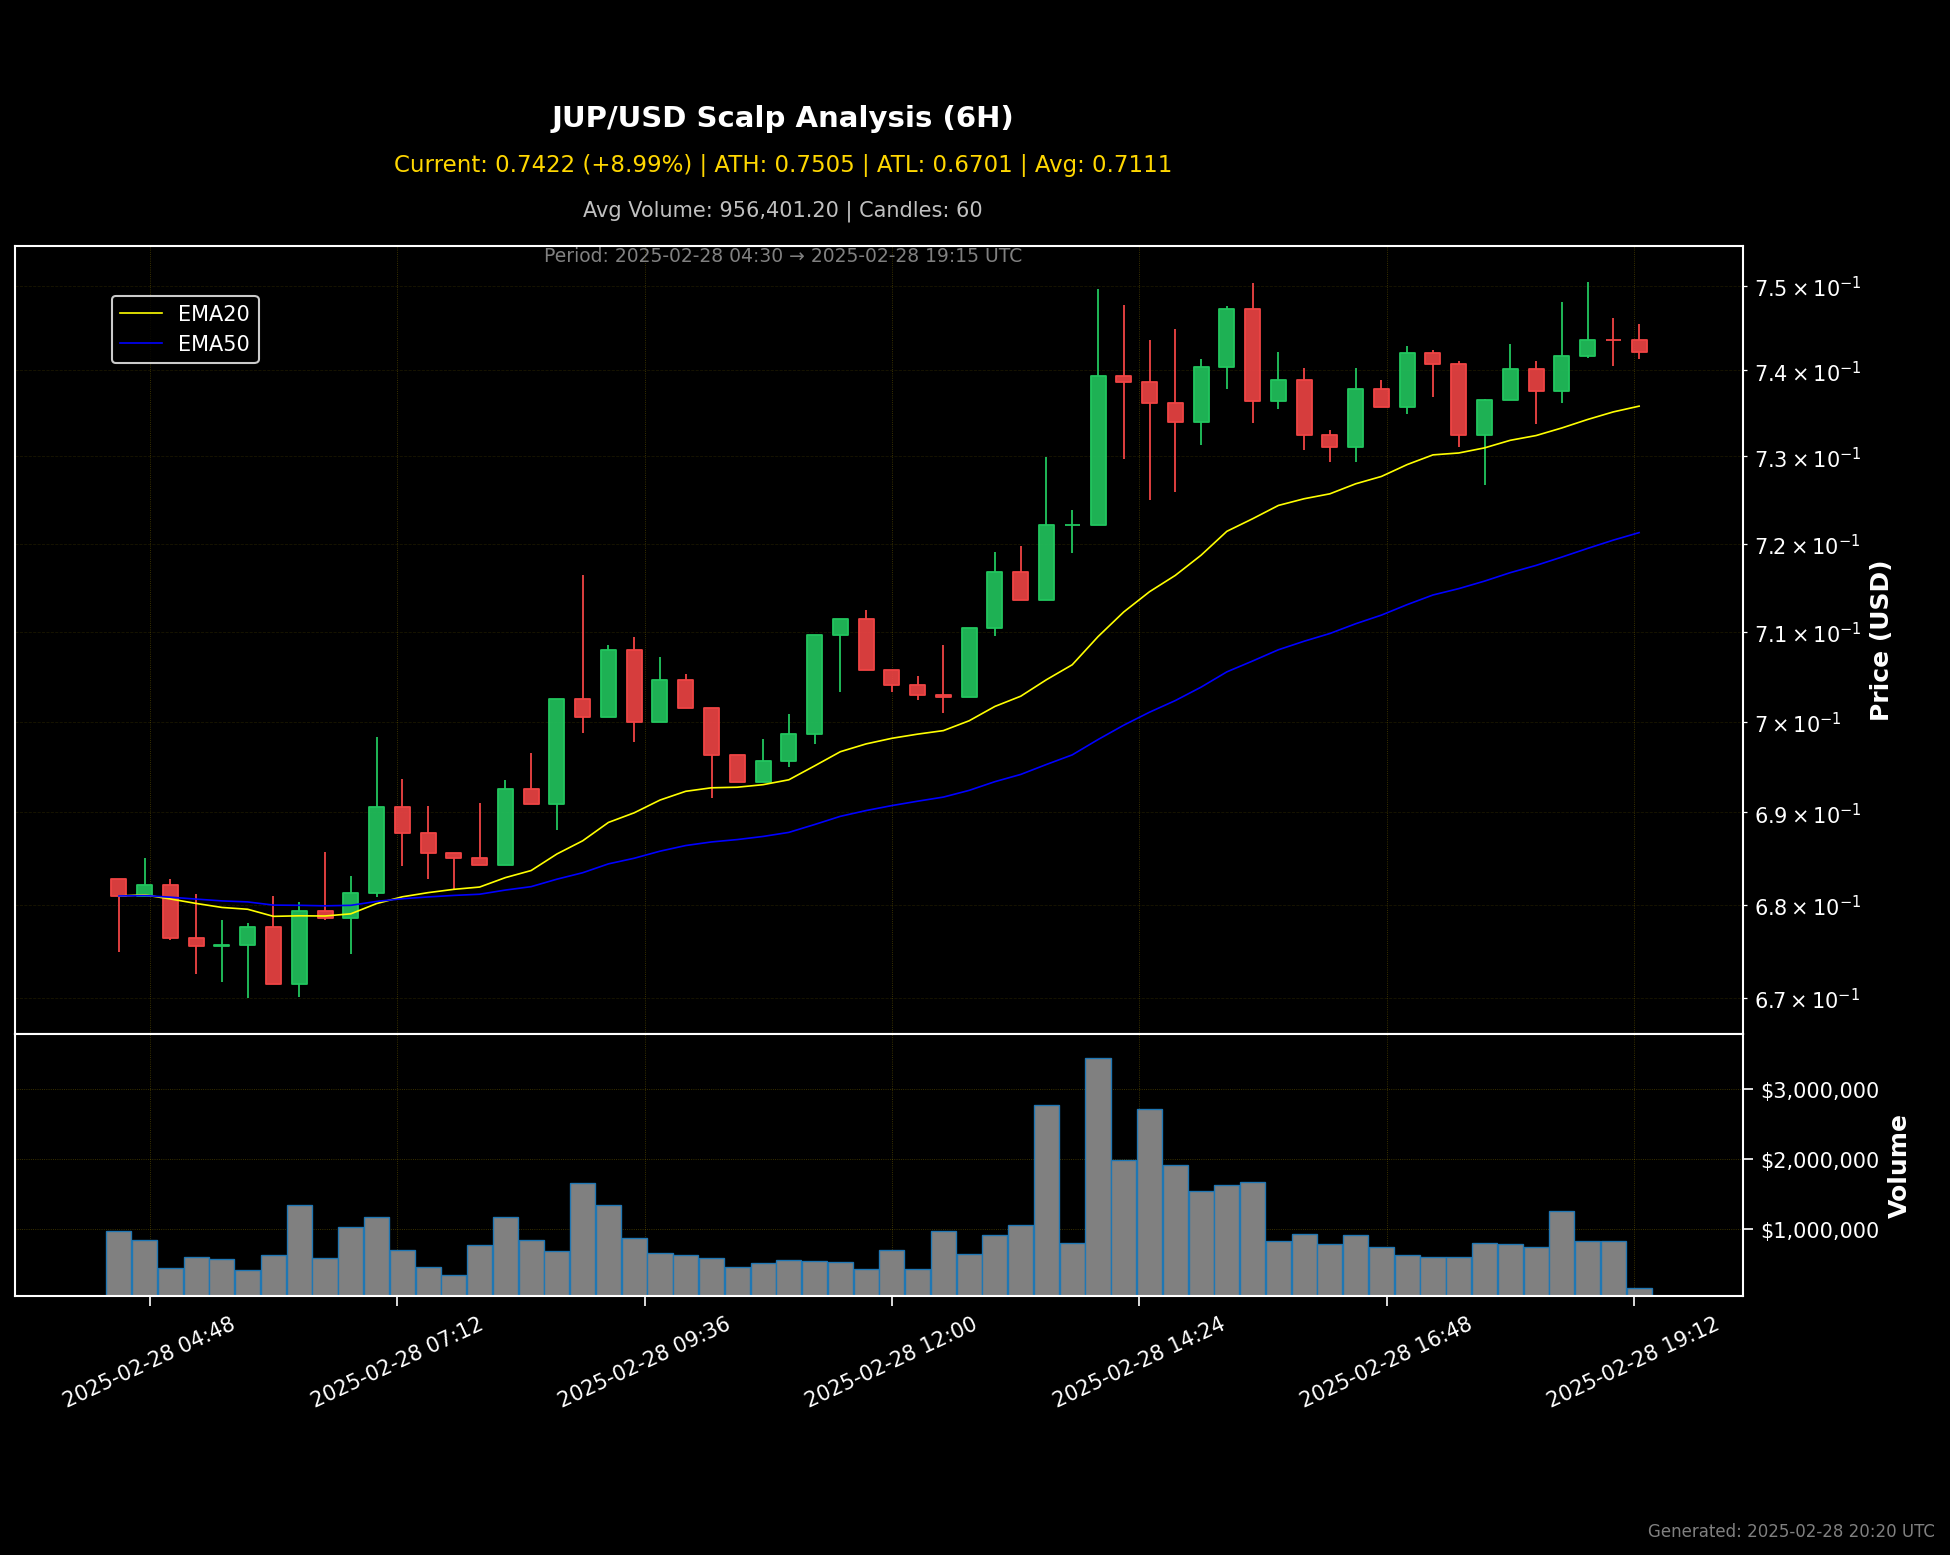 JUP/USD Scalp Analysis (6H)
Current: 0.7422 (+8.99%) | ATH: 0.7505 | ATL: 0.6701 | Avg: 0.7111
Avg Volume: 956,401.20 | Candles: 60
Period: 2025-02-28 04:30 → 2025-02-28 19:15 UTC
EMA20
EMA50
7.5 × 10⁻¹
7.4 × 10⁻¹
7.3 × 10⁻¹
7.2 × 10⁻¹
7.1 × 10⁻¹
7 × 10⁻¹
6.9 × 10⁻¹
6.8 × 10⁻¹
6.7 × 10⁻¹
Price (USD)
$3,000,000
$2,000,000
$1,000,000
Volume
2025-02-28 04:48
2025-02-28 07:12
2025-02-28 09:36
2025-02-28 12:00
2025-02-28 14:24
2025-02-28 16:48
2025-02-28 19:12
Generated: 2025-02-28 20:20 UTC